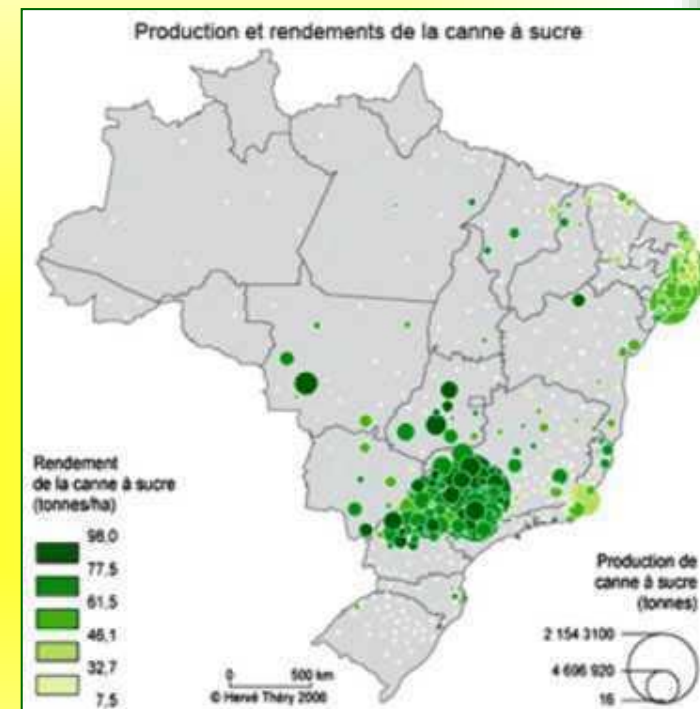 Production et rendements de la canne à sucre
Rendement
de la canne à sucre
(tonnes/ha)
98,0
77,5
61,5
46,1
32,7
7,5
0 500 km
© Hervé Théry 2006
Production de
canne à sucre
(tonnes)
2 154 3100
4 696 920
16